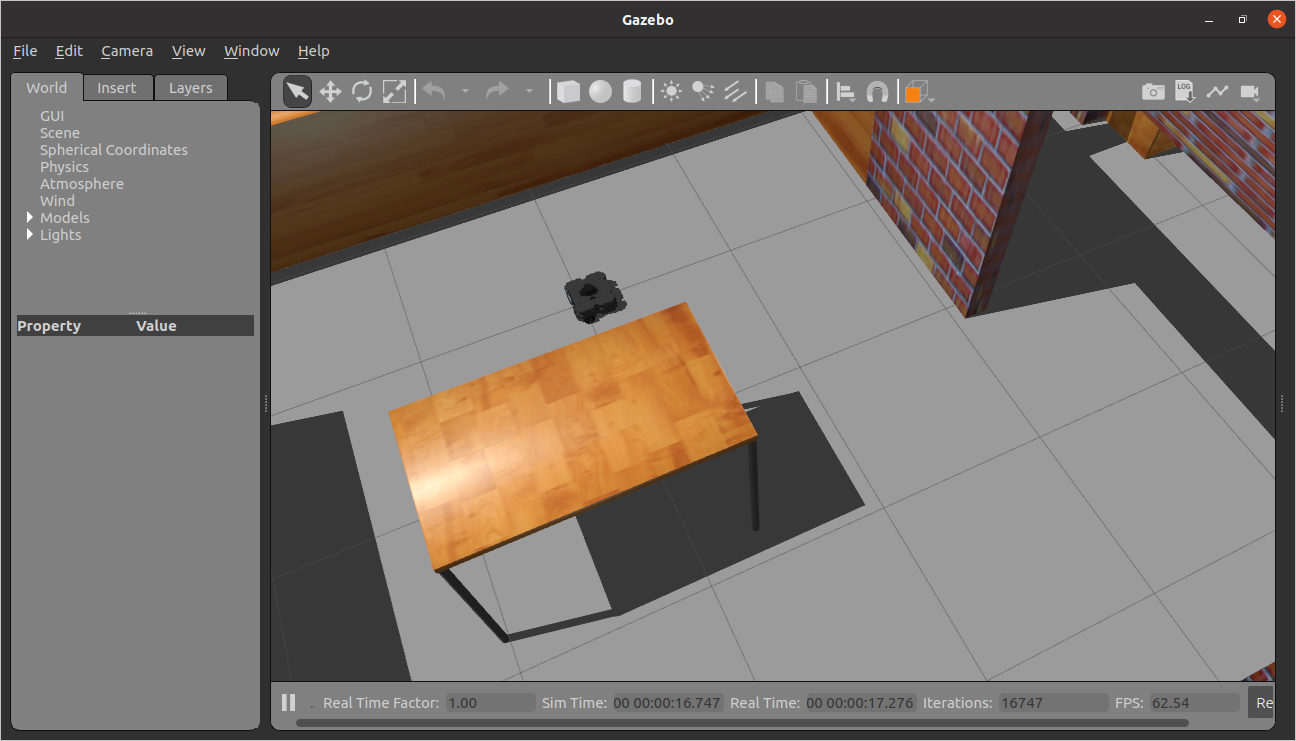 Gazebo
File Edit Camera View Window Help
World Insert Layers
GUI
Scene
Spherical Coordinates
Physics
Atmosphere
Wind
Models
Lights
Property Value
LOG
Real Time Factor: 1.00 Sim Time: 00 00:00:16.747 Real Time: 00 00:00:17.276 Iterations: 16747 FPS: 62.54 Re